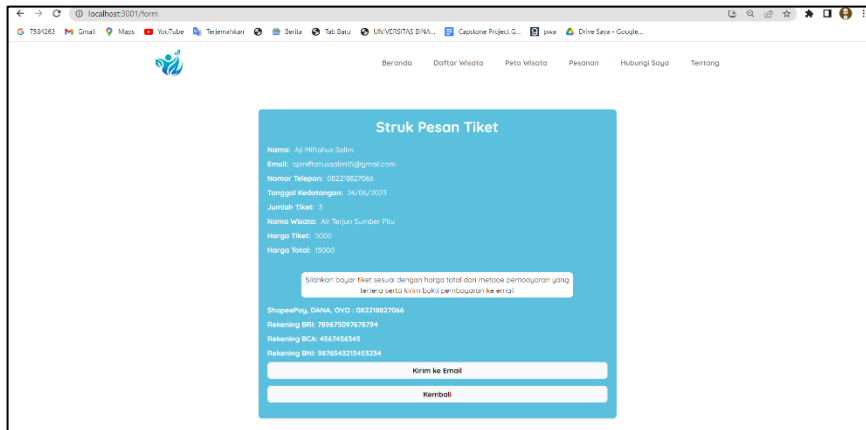 localhost:3001/form
7584263 Gmail Maps YouTube Terjemahkan Berita Tab Baru UNIVERSITAS BINA... Capstone Project G... pwa Drive Saya - Google...
Beranda Daftar Wisata Peta Wisata Pesanan Hubungi Saya Tentang
Struk Pesan Tiket
Nama: Aji Miftahus Salim
Email: ajimiftahussalim15@gmail.com
Nomor Telepon: 082218827066
Tanggal Kedatangan: 24/06/2023
Jumlah Tiket: 3
Nama Wisata: Air Terjun Sumber Pitu
Harga Tiket: 5000
Harga Total: 15000
Silahkan bayar tiket sesuai dengan harga total dan metode pembayaran yang
tertera serta kirim bukti pembayaran ke email
ShopeePay, DANA, OVO : 082218827066
Rekening BRI: 789675097678794
Rekening BCA: 4567456345
Rekening BNI: 9876543213453234
Kirim ke Email
Kembali